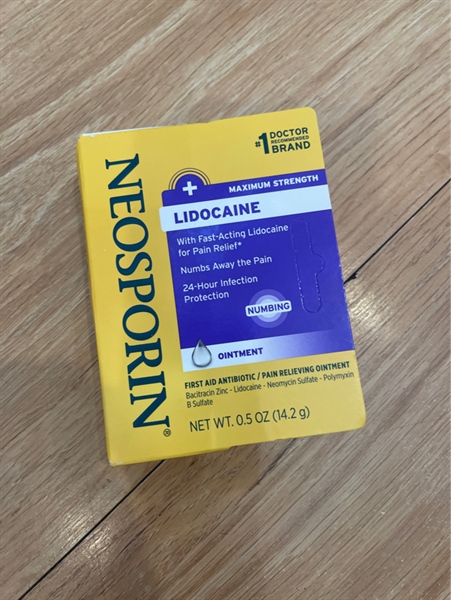 #1 DOCTOR
RECOMMENDED
BRAND
NEOSPORIN®
MAXIMUM STRENGTH
LIDOCAINE
With Fast-Acting Lidocaine
for Pain Relief*
Numbs Away the Pain
24-Hour Infection
Protection
NUMBING
OINTMENT
FIRST AID ANTIBIOTIC / PAIN RELIEVING OINTMENT
Bacitracin Zinc - Lidocaine - Neomycin Sulfate - Polymyxin
B Sulfate
NET WT. 0.5 OZ (14.2 g)